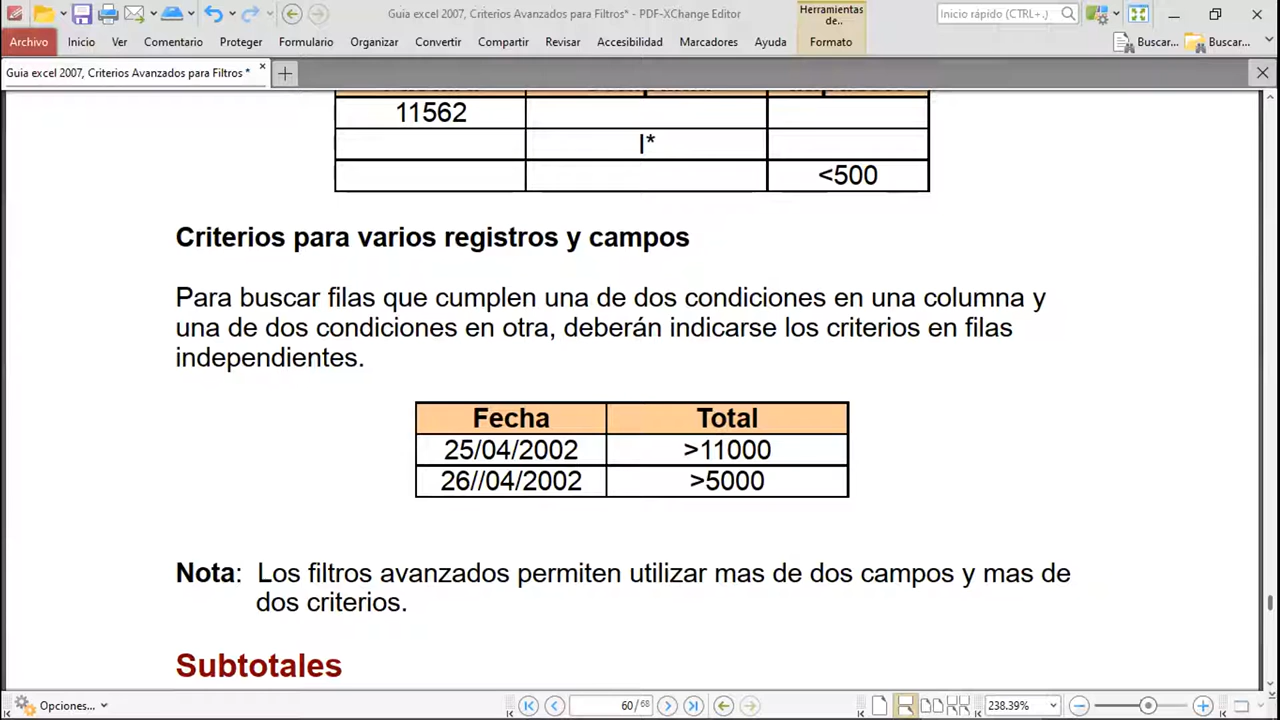 Guia excel 2007, Criterios Avanzados para Filtros* - PDF-XChange Editor
Herramientas de..
Inicio rápido (CTRL+.)
Archivo Inicio Ver Comentario Proteger Formulario Organizar Convertir Compartir Revisar Accesibilidad Marcadores Ayuda Formato Buscar... Buscar...
Guia excel 2007, Criterios Avanzados para Filtros *
11562
I*
<500
Criterios para varios registros y campos
Para buscar filas que cumplen una de dos condiciones en una columna y
una de dos condiciones en otra, deberán indicarse los criterios en filas
independientes.
Fecha Total
25/04/2002 >11000
26//04/2002 >5000
Nota: Los filtros avanzados permiten utilizar mas de dos campos y mas de
dos criterios.
Subtotales
Opciones... 60/68 238.39%